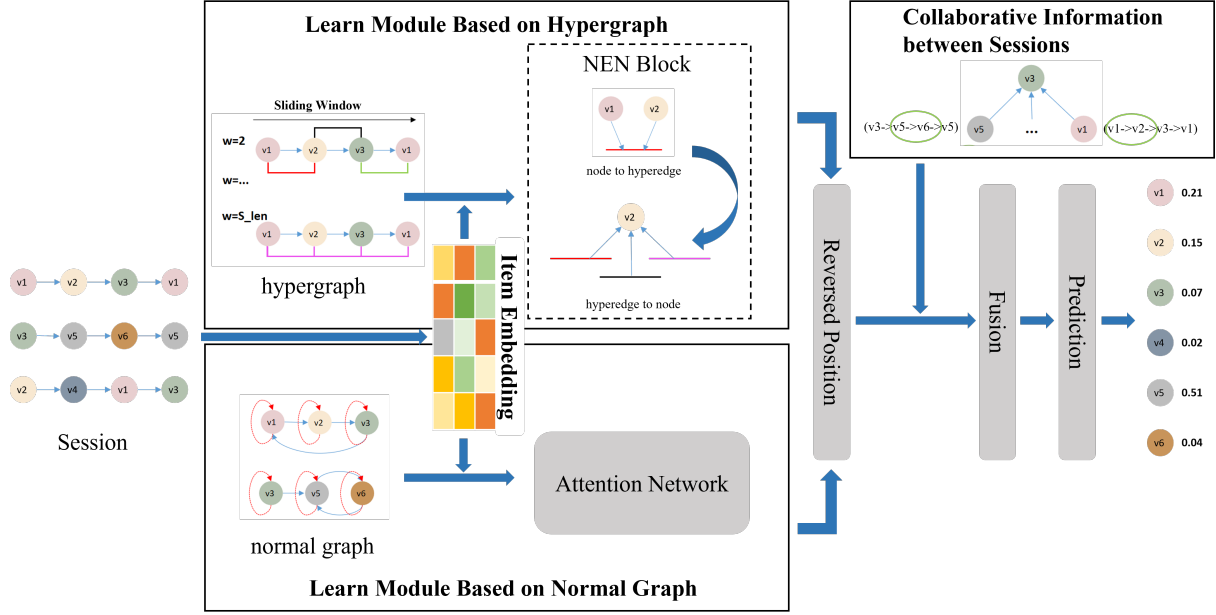 Learn Module Based on Hypergraph
Sliding Window
w=2
v1 v2 v3 v1
w=...
w=S_len
v1 v2 v3 v1
hypergraph
NEN Block
v1 v2
node to hyperedge
v2
hyperedge to node
Item Embedding
v1 v2 v3 v1
v3 v5 v6 v5
v2 v4 v1 v3
Session
v1 v2 v3
v3 v5 v6
normal graph
Attention Network
Learn Module Based on Normal Graph
Reversed Position
Collaborative Information
between Sessions
v3
(v3->v5->v6->v5)
v5 ... v1
(v1->v2->v3->v1)
Fusion
Prediction
v1 0.21
v2 0.15
v3 0.07
v4 0.02
v5 0.51
v6 0.04